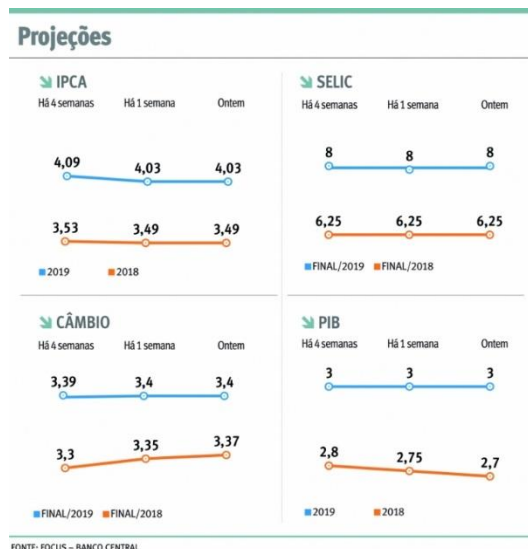 Projeções
IPCA
Há 4 semanas Há 1 semana Ontem
4,09 4,03 4,03
3,53 3,49 3,49
2019 2018
SELIC
Há 4 semanas Há 1 semana Ontem
8 8 8
6,25 6,25 6,25
FINAL/2019 FINAL/2018
CÂMBIO
Há 4 semanas Há 1 semana Ontem
3,39 3,4 3,4
3,3 3,35 3,37
FINAL/2019 FINAL/2018
PIB
Há 4 semanas Há 1 semana Ontem
3 3 3
2,8 2,75 2,7
2019 2018
FONTE: FOCUS – BANCO CENTRAL